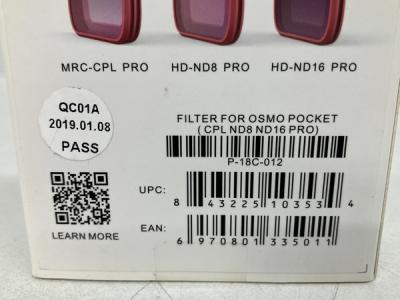 MRC-CPL PRO HD-ND8 PRO HD-ND16 PRO
QC01A
2019.01.08
PASS
FILTER FOR OSMO POCKET
( CPL ND8 ND16 PRO)
P-18C-012
UPC:
8 43225 10353 4
LEARN MORE
EAN:
6 970801 335011